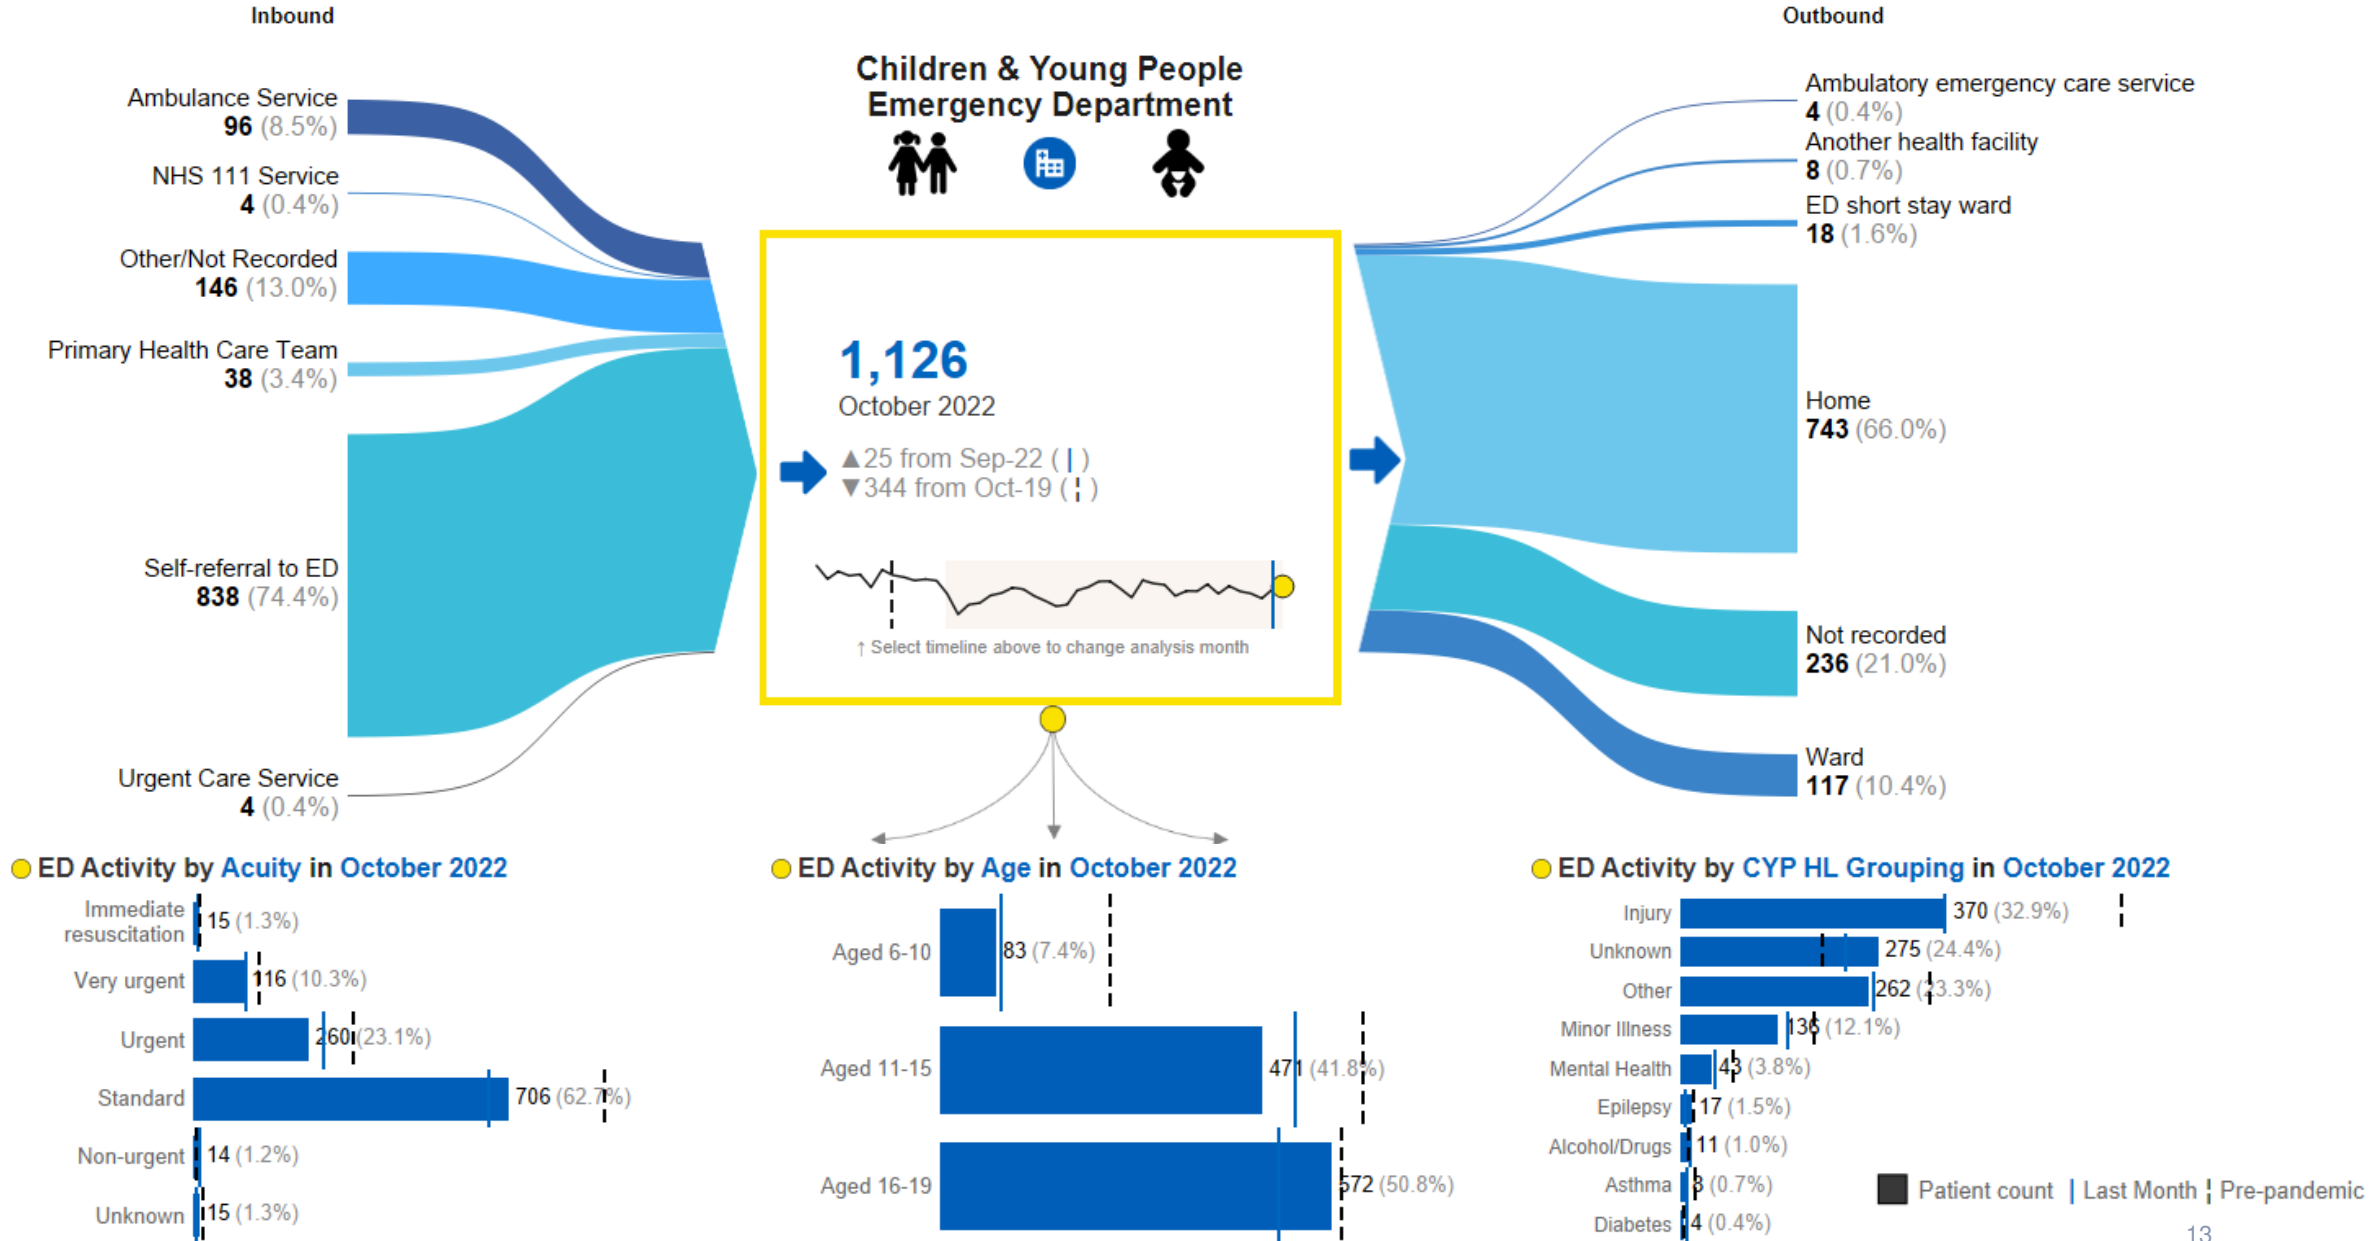 Inbound
Outbound
Children & Young People
Emergency Department
Ambulance Service
96 (8.5%)
NHS 111 Service
4 (0.4%)
Other/Not Recorded
146 (13.0%)
Primary Health Care Team
38 (3.4%)
Self-referral to ED
838 (74.4%)
Urgent Care Service
4 (0.4%)
1,126
October 2022
▲25 from Sep-22 ( | )
▼344 from Oct-19 ( ¦ )
↑ Select timeline above to change analysis month
Ambulatory emergency care service
4 (0.4%)
Another health facility
8 (0.7%)
ED short stay ward
18 (1.6%)
Home
743 (66.0%)
Not recorded
236 (21.0%)
Ward
117 (10.4%)
ED Activity by Acuity in October 2022
Immediate
resuscitation
15 (1.3%)
Very urgent
116 (10.3%)
Urgent
260 (23.1%)
Standard
706 (62.7%)
Non-urgent
14 (1.2%)
Unknown
15 (1.3%)
ED Activity by Age in October 2022
Aged 6-10
83 (7.4%)
Aged 11-15
471 (41.8%)
Aged 16-19
572 (50.8%)
ED Activity by CYP HL Grouping in October 2022
Injury
370 (32.9%)
Unknown
275 (24.4%)
Other
262 (23.3%)
Minor Illness
136 (12.1%)
Mental Health
43 (3.8%)
Epilepsy
17 (1.5%)
Alcohol/Drugs
11 (1.0%)
Asthma
8 (0.7%)
Diabetes
4 (0.4%)
Patient count | Last Month ¦ Pre-pandemic
13